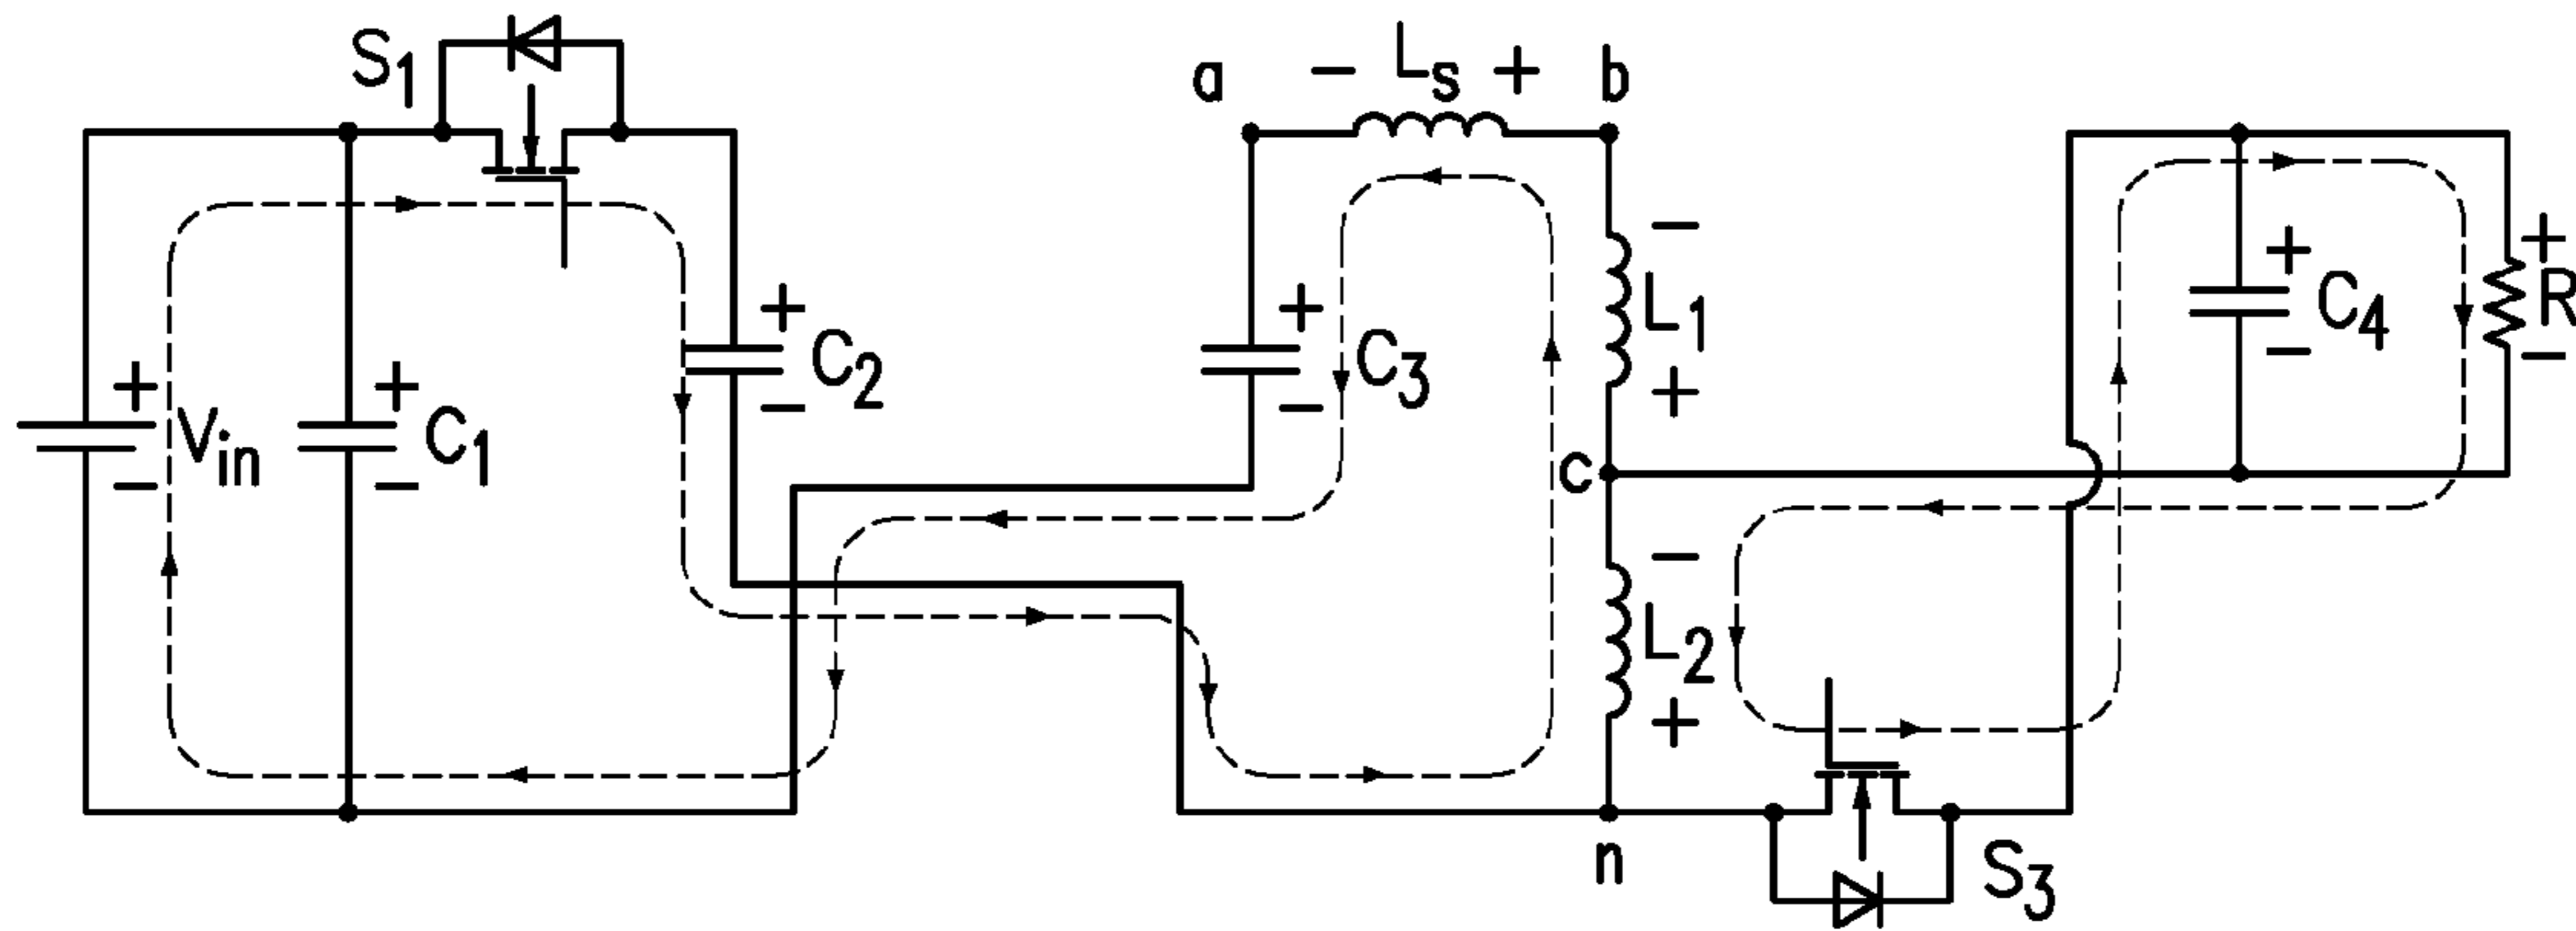 S1
a - Ls + b
+ Vin -
+ C1 -
+ C2 -
+ C3 -
- L1 +
c
- L2 +
+ C4 -
+ R -
n
S3